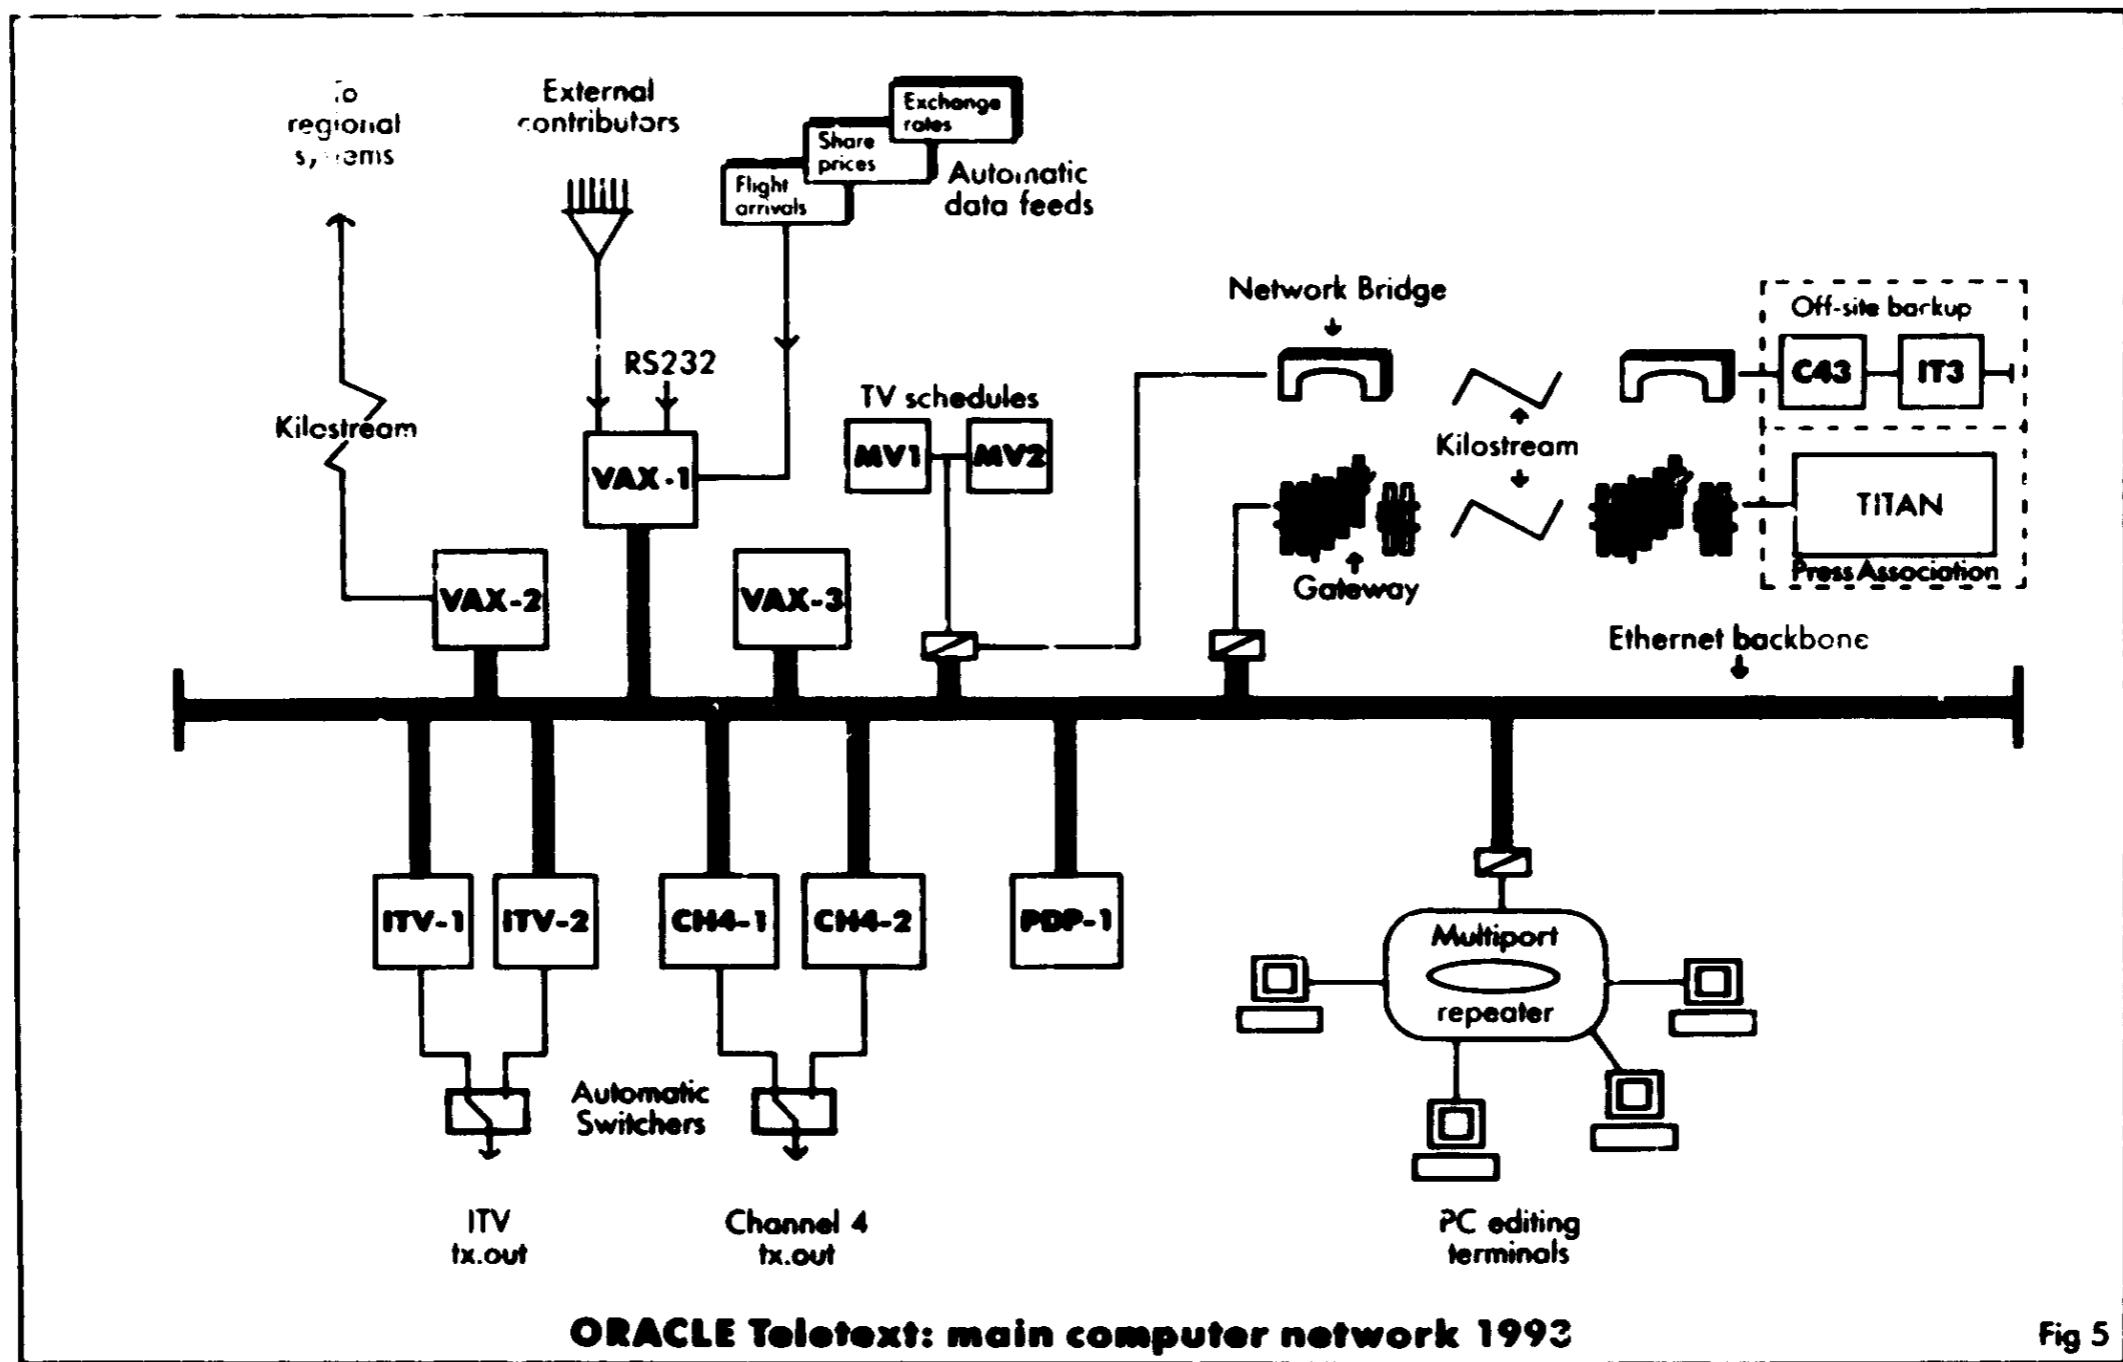 To
regional
systems
External
contributors
Exchange
rates
Share
prices
Flight
arrivals
Automatic
data feeds
Network Bridge
Off-site backup
C43
IT3
RS232
TV schedules
Kilostream
MV1
MV2
Kilostream
VAX-1
TITAN
Press Association
Gateway
VAX-2
VAX-3
Ethernet backbone
ITV-1
ITV-2
CH4-1
CH4-2
PDP-1
Multiport
repeater
Automatic
Switchers
ITV
tx.out
Channel 4
tx.out
PC editing
terminals
ORACLE Teletext: main computer network
Fig 5